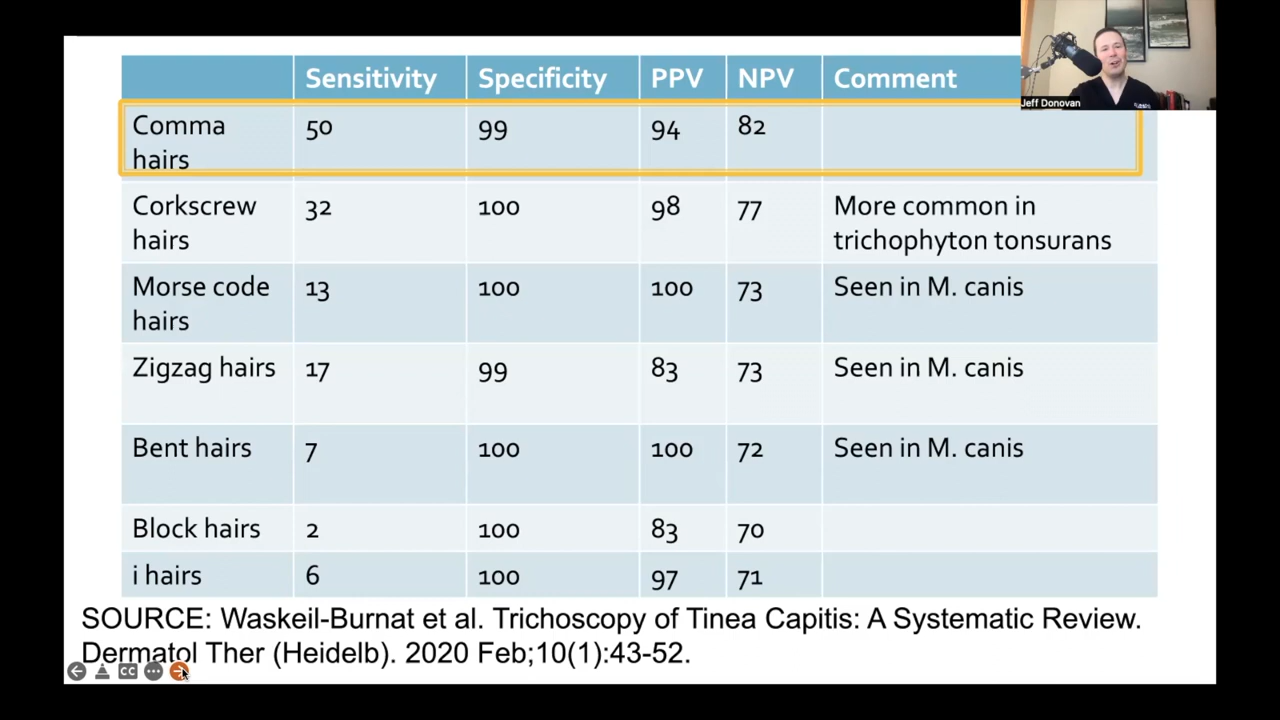 Sensitivity Specificity PPV NPV Comment
Jeff Donovan
Comma hairs 50 99 94 82
Corkscrew hairs 32 100 98 77 More common in trichophyton tonsurans
Morse code hairs 13 100 100 73 Seen in M. canis
Zigzag hairs 17 99 83 73 Seen in M. canis
Bent hairs 7 100 100 72 Seen in M. canis
Block hairs 2 100 83 70
i hairs 6 100 97 71
SOURCE: Waskeil-Burnat et al. Trichoscopy of Tinea Capitis: A Systematic Review.
Dermatol Ther (Heidelb). 2020 Feb;10(1):43-52.
CC